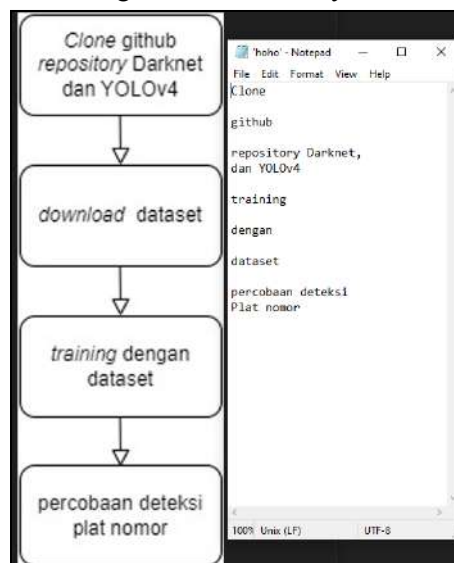 Clone github
repository Darknet
dan YOLOv4
download dataset
training dengan
dataset
percobaan deteksi
plat nomor
'hoho' - Notepad
File Edit Format View Help
Clone
github
repository Darknet,
dan YOLOv4
training
dengan
dataset
percobaan deteksi
Plat nomor
100% Unix (LF) UTF-8